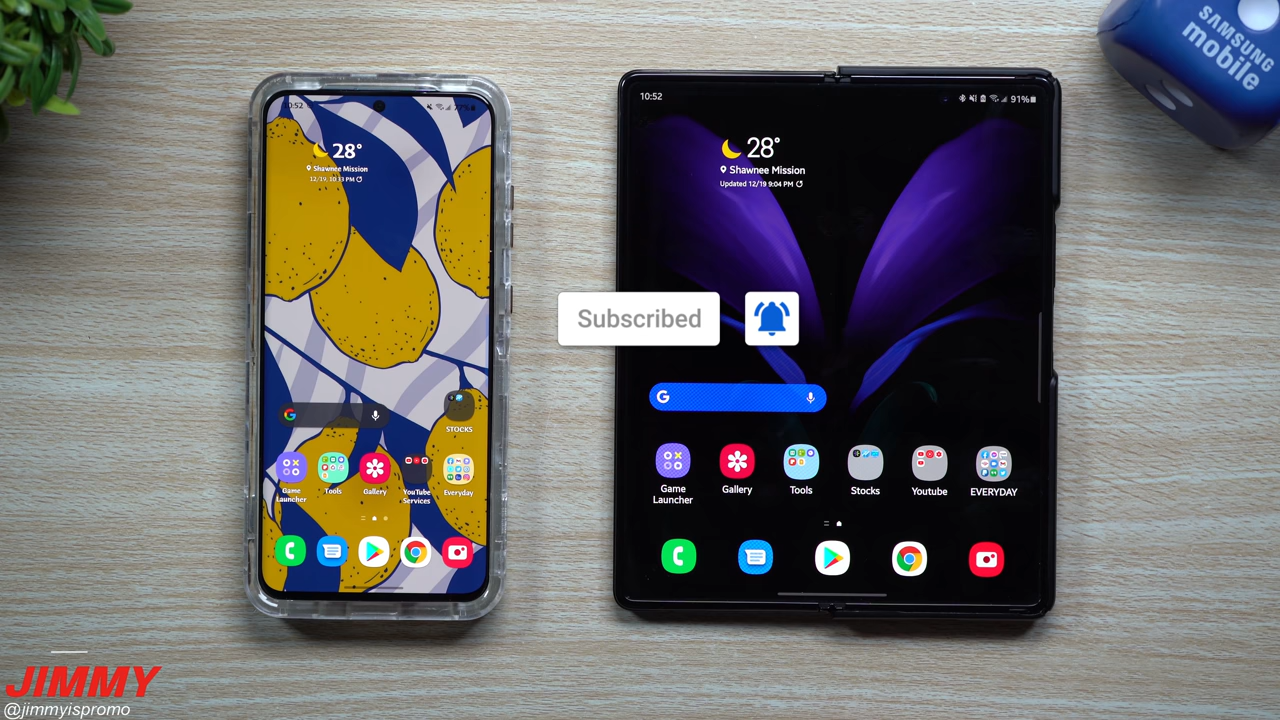 SAMSUNG
mobile
:52
77%
28°
Shawnee Mission
STOCKS
Game
Launcher
Tools
Gallery
YouTube
Services
Everyday
10:52
91%
28°
Shawnee Mission
Updated 12/19 9:04 PM
Subscribed
G
Game
Launcher
Gallery
Tools
Stocks
Youtube
EVERYDAY
JIMMY
@jimmyispromo